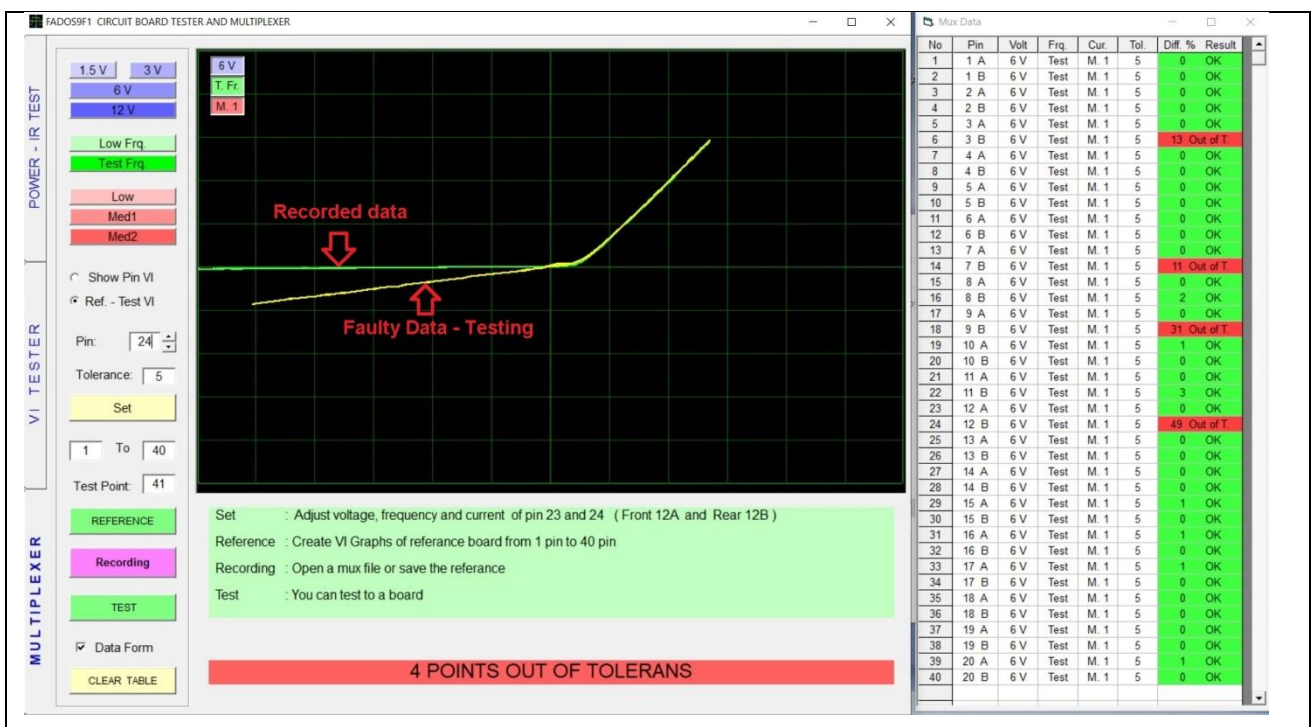 FADOS9F1 CIRCUIT BOARD TESTER AND MULTIPLEXER
POWER - IR TEST
VI TESTER
MULTIPLEXER
1.5 V 3 V
6 V
12 V
Low Frq.
Test Frq.
Low
Med1
Med2
Show Pin VI
Ref. - Test VI
Pin: 24
Tolerance: 5
Set
1 To 40
Test Point: 41
REFERENCE
Recording
TEST
Data Form
CLEAR TABLE
6 V
T. Fr.
M. 1
Recorded data
Faulty Data - Testing
Set : Adjust voltage, frequency and current of pin 23 and 24 ( Front 12A and Rear 12B )
Reference : Create VI Graphs of referance board from 1 pin to 40 pin
Recording : Open a mux file or save the referance
Test : You can test to a board
4 POINTS OUT OF TOLERANS
Mux Data
No Pin Volt Frq. Cur. Tol. Diff. % Result
1 1 A 6 V Test M. 1 5 0 OK
2 1 B 6 V Test M. 1 5 0 OK
3 2 A 6 V Test M. 1 5 0 OK
4 2 B 6 V Test M. 1 5 0 OK
5 3 A 6 V Test M. 1 5 0 OK
6 3 B 6 V Test M. 1 5 13 Out of T.
7 4 A 6 V Test M. 1 5 0 OK
8 4 B 6 V Test M. 1 5 0 OK
9 5 A 6 V Test M. 1 5 0 OK
10 5 B 6 V Test M. 1 5 0 OK
11 6 A 6 V Test M. 1 5 0 OK
12 6 B 6 V Test M. 1 5 0 OK
13 7 A 6 V Test M. 1 5 0 OK
14 7 B 6 V Test M. 1 5 11 Out of T.
15 8 A 6 V Test M. 1 5 0 OK
16 8 B 6 V Test M. 1 5 2 OK
17 9 A 6 V Test M. 1 5 0 OK
18 9 B 6 V Test M. 1 5 31 Out of T.
19 10 A 6 V Test M. 1 5 1 OK
20 10 B 6 V Test M. 1 5 0 OK
21 11 A 6 V Test M. 1 5 0 OK
22 11 B 6 V Test M. 1 5 3 OK
23 12 A 6 V Test M. 1 5 0 OK
24 12 B 6 V Test M. 1 5 49 Out of T.
25 13 A 6 V Test M. 1 5 0 OK
26 13 B 6 V Test M. 1 5 0 OK
27 14 A 6 V Test M. 1 5 0 OK
28 14 B 6 V Test M. 1 5 0 OK
29 15 A 6 V Test M. 1 5 1 OK
30 15 B 6 V Test M. 1 5 0 OK
31 16 A 6 V Test M. 1 5 1 OK
32 16 B 6 V Test M. 1 5 0 OK
33 17 A 6 V Test M. 1 5 1 OK
34 17 B 6 V Test M. 1 5 0 OK
35 18 A 6 V Test M. 1 5 0 OK
36 18 B 6 V Test M. 1 5 0 OK
37 19 A 6 V Test M. 1 5 0 OK
38 19 B 6 V Test M. 1 5 0 OK
39 20 A 6 V Test M. 1 5 1 OK
40 20 B 6 V Test M. 1 5 0 OK